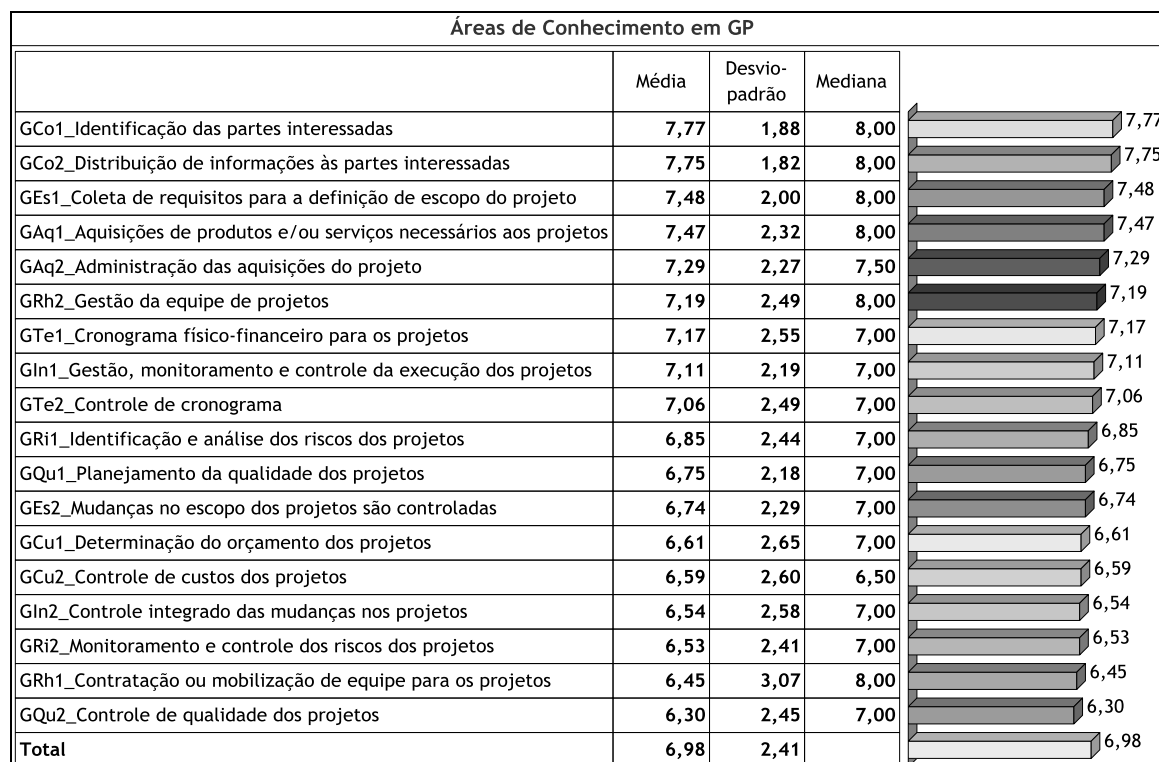 Áreas de Conhecimento em GP
Média Desvio-padrão Mediana
GCo1_Identificação das partes interessadas 7,77 1,88 8,00 7,77
GCo2_Distribuição de informações às partes interessadas 7,75 1,82 8,00 7,75
GEs1_Coleta de requisitos para a definição de escopo do projeto 7,48 2,00 8,00 7,48
GAq1_Aquisições de produtos e/ou serviços necessários aos projetos 7,47 2,32 8,00 7,47
GAq2_Administração das aquisições do projeto 7,29 2,27 7,50 7,29
GRh2_Gestão da equipe de projetos 7,19 2,49 8,00 7,19
GTe1_Cronograma físico-financeiro para os projetos 7,17 2,55 7,00 7,17
GIn1_Gestão, monitoramento e controle da execução dos projetos 7,11 2,19 7,00 7,11
GTe2_Controle de cronograma 7,06 2,49 7,00 7,06
GRi1_Identificação e análise dos riscos dos projetos 6,85 2,44 7,00 6,85
GQu1_Planejamento da qualidade dos projetos 6,75 2,18 7,00 6,75
GEs2_Mudanças no escopo dos projetos são controladas 6,74 2,29 7,00 6,74
GCu1_Determinação do orçamento dos projetos 6,61 2,65 7,00 6,61
GCu2_Controle de custos dos projetos 6,59 2,60 6,50 6,59
GIn2_Controle integrado das mudanças nos projetos 6,54 2,58 7,00 6,54
GRi2_Monitoramento e controle dos riscos dos projetos 6,53 2,41 7,00 6,53
GRh1_Contratação ou mobilização de equipe para os projetos 6,45 3,07 8,00 6,45
GQu2_Controle de qualidade dos projetos 6,30 2,45 7,00 6,30
Total 6,98 2,41 6,98